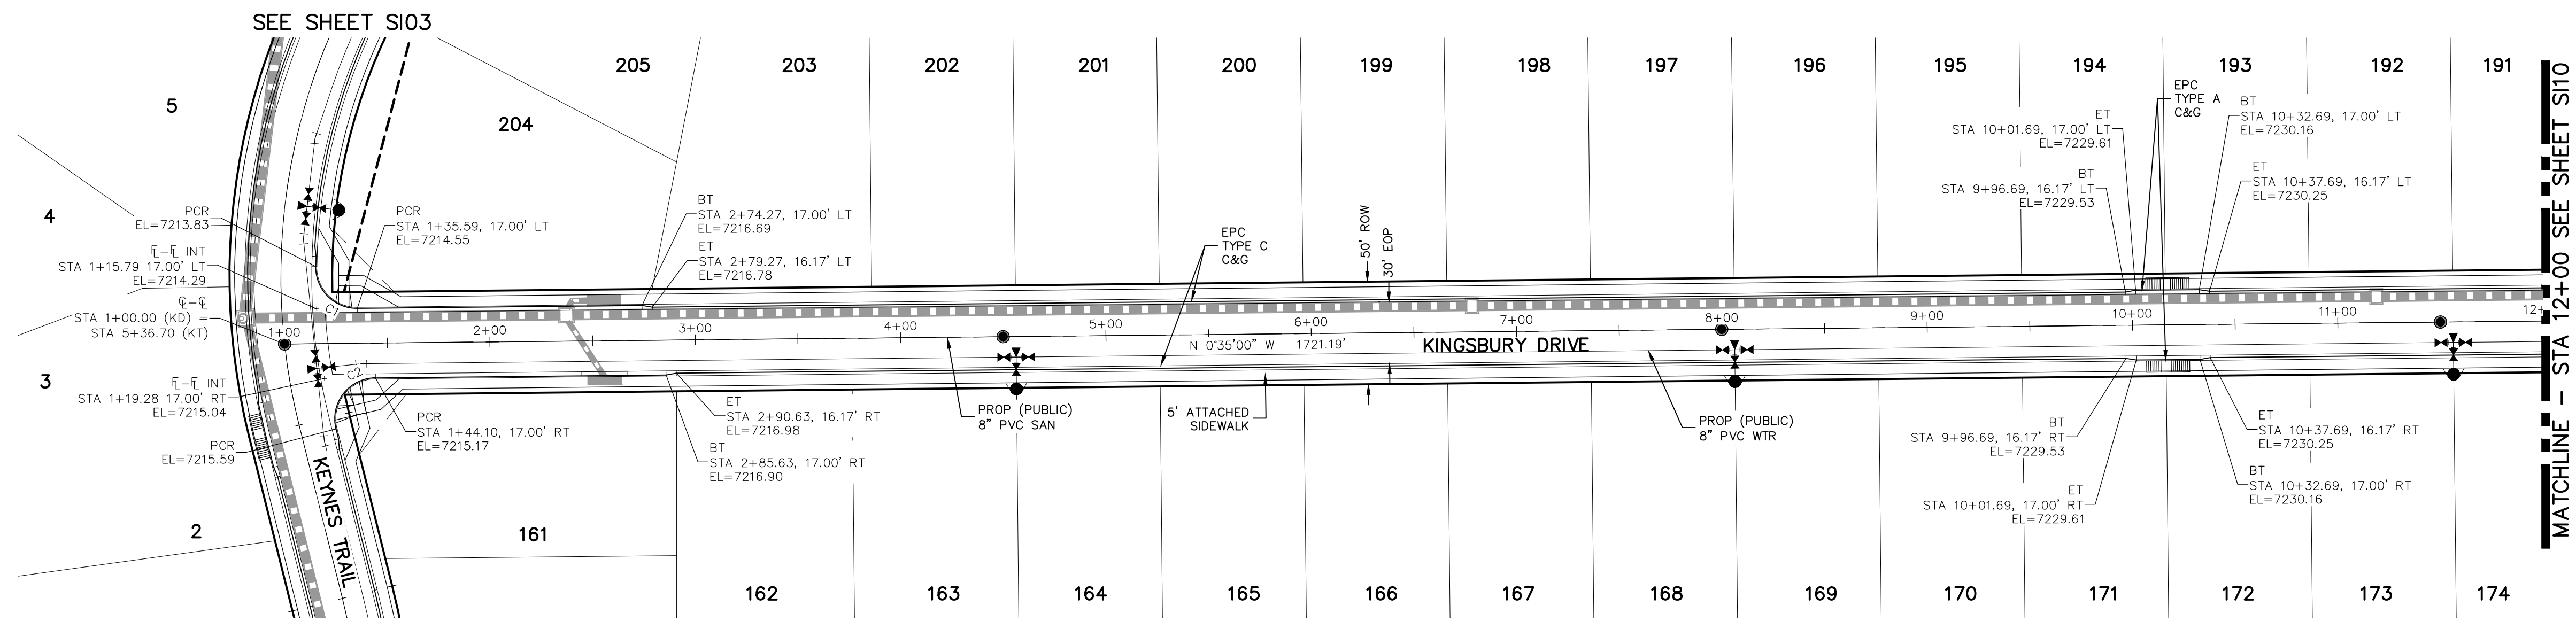 SEE SHEET SI03
5
4
3
2
204
205
203
202
201
200
199
198
197
196
195
194
193
192
191
PCR
EL=7213.83
FL-FL INT
STA 1+15.79 17.00' LT
EL=7214.29
CL-CL
STA 1+00.00 (KD) =
STA 5+36.70 (KT)
FL-FL INT
STA 1+19.28 17.00' RT
EL=7215.04
PCR
EL=7215.59
PCR
STA 1+35.59, 17.00' LT
EL=7214.55
C1
C2
PCR
STA 1+44.10, 17.00' RT
EL=7215.17
KEYNES TRAIL
BT
STA 2+74.27, 17.00' LT
EL=7216.69
ET
STA 2+79.27, 16.17' LT
EL=7216.78
ET
STA 2+90.63, 16.17' RT
EL=7216.98
BT
STA 2+85.63, 17.00' RT
EL=7216.90
1+00
2+00
3+00
4+00
5+00
6+00
7+00
8+00
9+00
10+00
11+00
12+
EPC
TYPE C
C&G
50' ROW
30' EOP
N 0°35'00" W 1721.19'
KINGSBURY DRIVE
PROP (PUBLIC)
8" PVC SAN
5' ATTACHED
SIDEWALK
PROP (PUBLIC)
8" PVC WTR
ET
STA 10+01.69, 17.00' LT
EL=7229.61
BT
STA 9+96.69, 16.17' LT
EL=7229.53
EPC
TYPE A
C&G
BT
STA 10+32.69, 17.00' LT
EL=7230.16
ET
STA 10+37.69, 16.17' LT
EL=7230.25
BT
STA 9+96.69, 16.17' RT
EL=7229.53
ET
STA 10+01.69, 17.00' RT
EL=7229.61
ET
STA 10+37.69, 16.17' RT
EL=7230.25
BT
STA 10+32.69, 17.00' RT
EL=7230.16
161
162
163
164
165
166
167
168
169
170
171
172
173
174
MATCHLINE - STA 12+00 SEE SHEET SI10